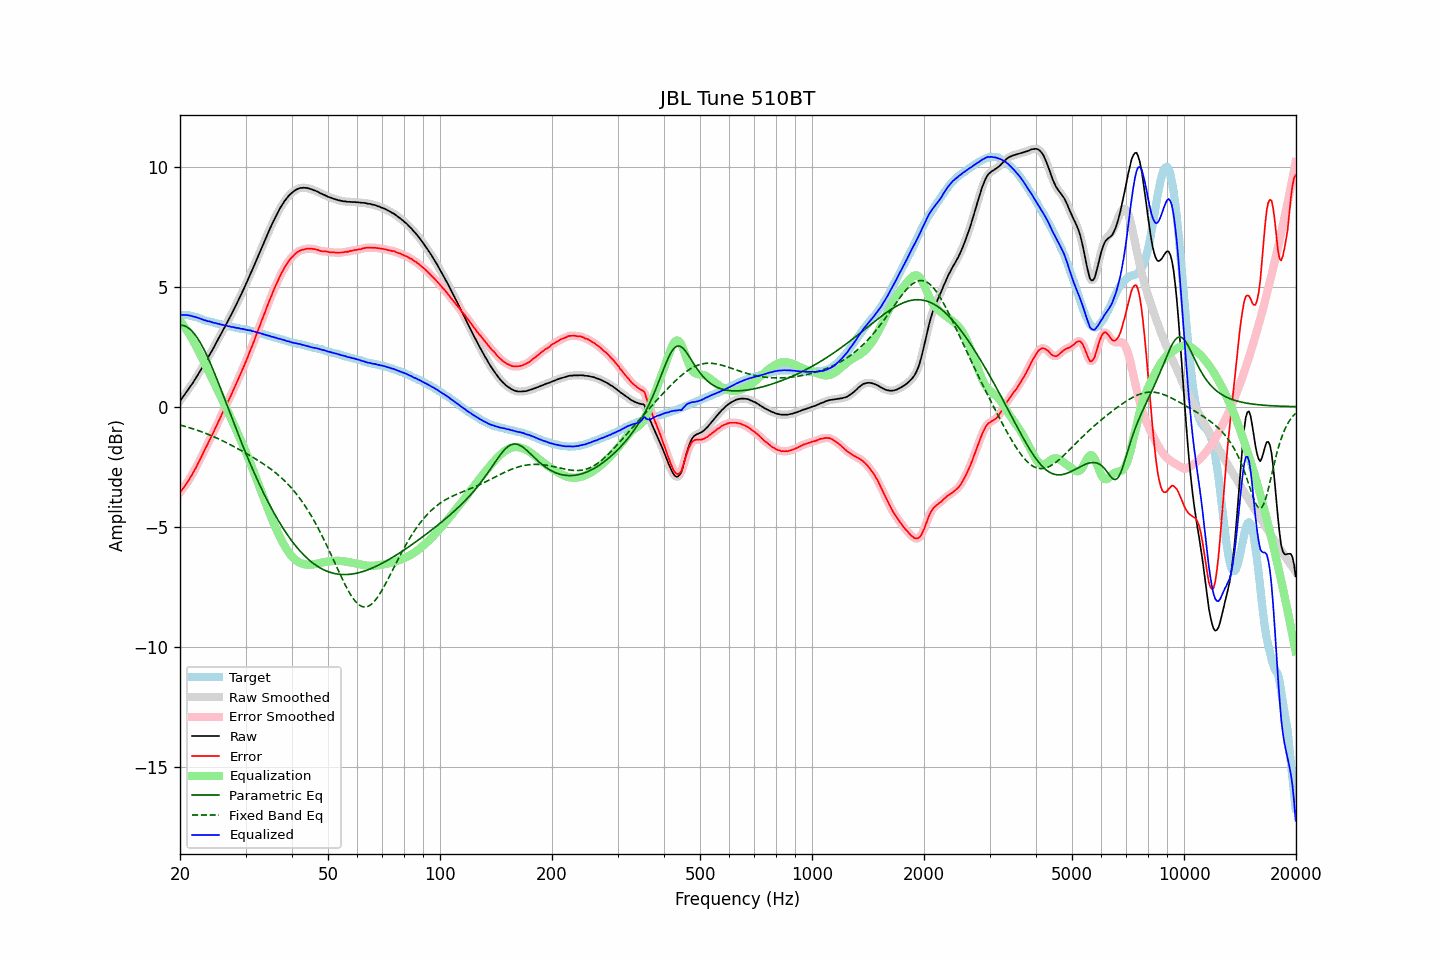 JBL Tune 510BT
Amplitude (dBr)
10
5
0
−5
−10
−15
Target
Raw Smoothed
Error Smoothed
Raw
Error
Equalization
Parametric Eq
Fixed Band Eq
Equalized
20 50 100 200 500 1000 2000 5000 10000 20000
Frequency (Hz)